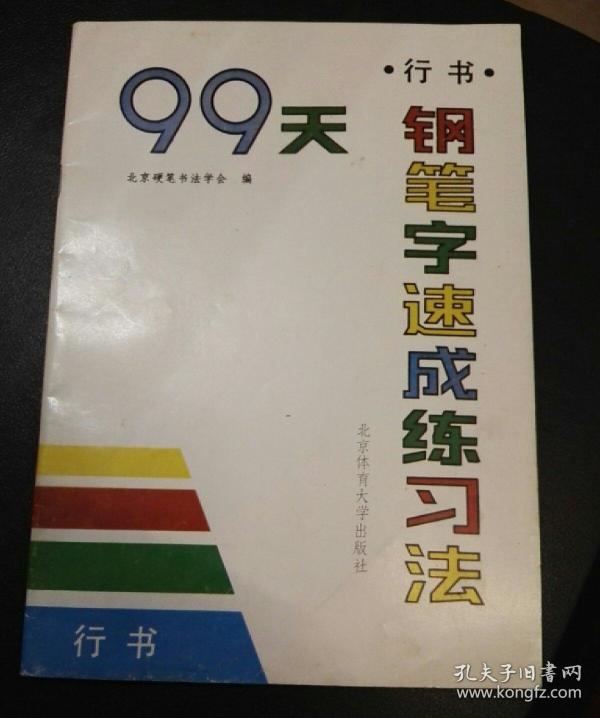 99天
北京硬笔书法学会 编
•行书•
钢笔字速成练习法
北京体育大学出版社
行书
孔夫子旧书网
www.kongfz.com